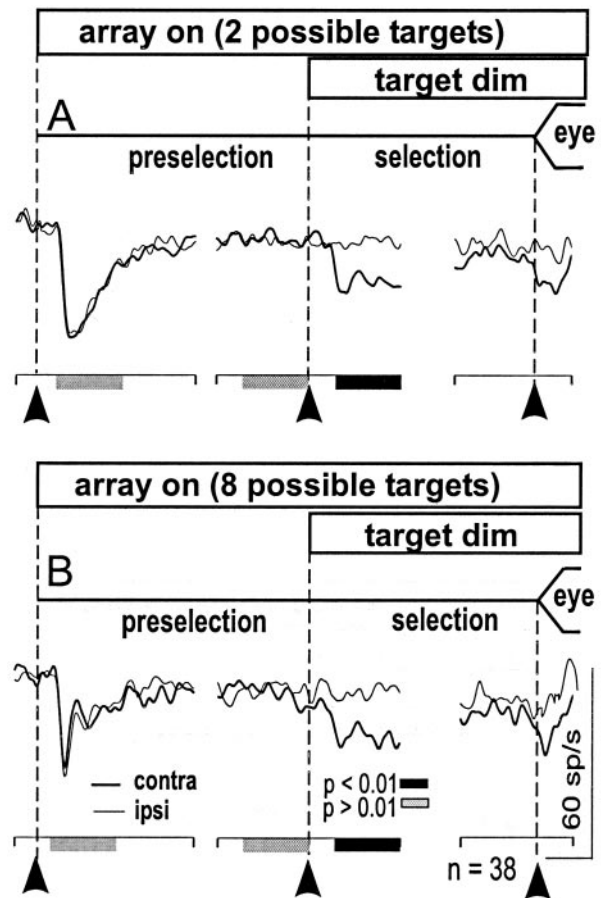 array on (2 possible targets)
target dim
A
eye
preselection selection
array on (8 possible targets)
target dim
B
eye
preselection selection
contra
ipsi
p < 0.01
p > 0.01
60 sp/s
n = 38